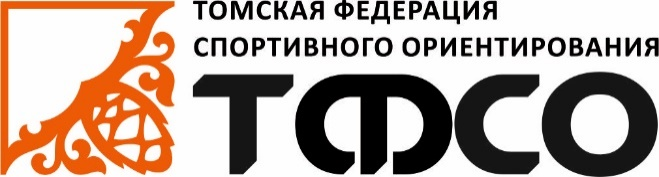 ТОМСКАЯ ФЕДЕРАЦИЯ
СПОРТИВНОГО ОРИЕНТИРОВАНИЯ
ТФСО